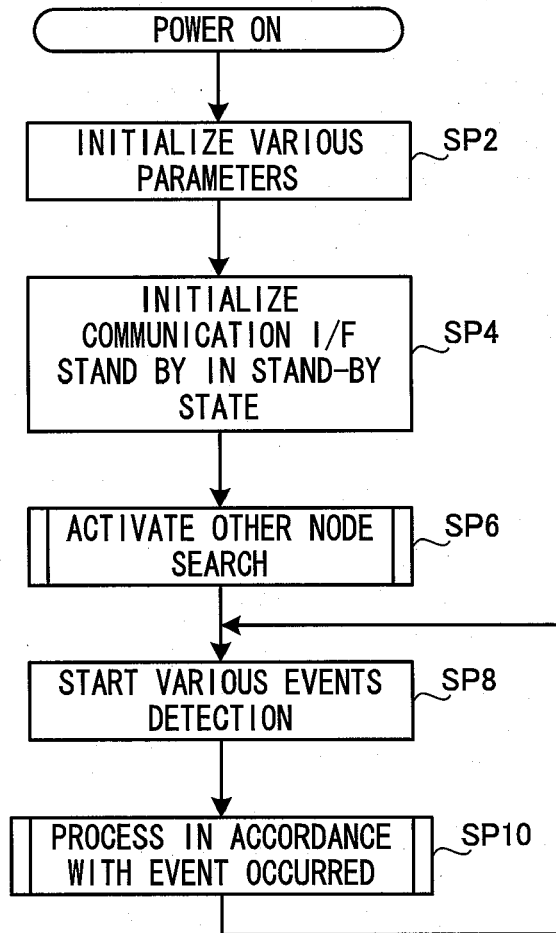 POWER ON
INITIALIZE VARIOUS
PARAMETERS
SP2
INITIALIZE
COMMUNICATION I/F
STAND BY IN STAND-BY
STATE
SP4
ACTIVATE OTHER NODE
SEARCH
SP6
START VARIOUS EVENTS
DETECTION
SP8
PROCESS IN ACCORDANCE
WITH EVENT OCCURRED
SP10